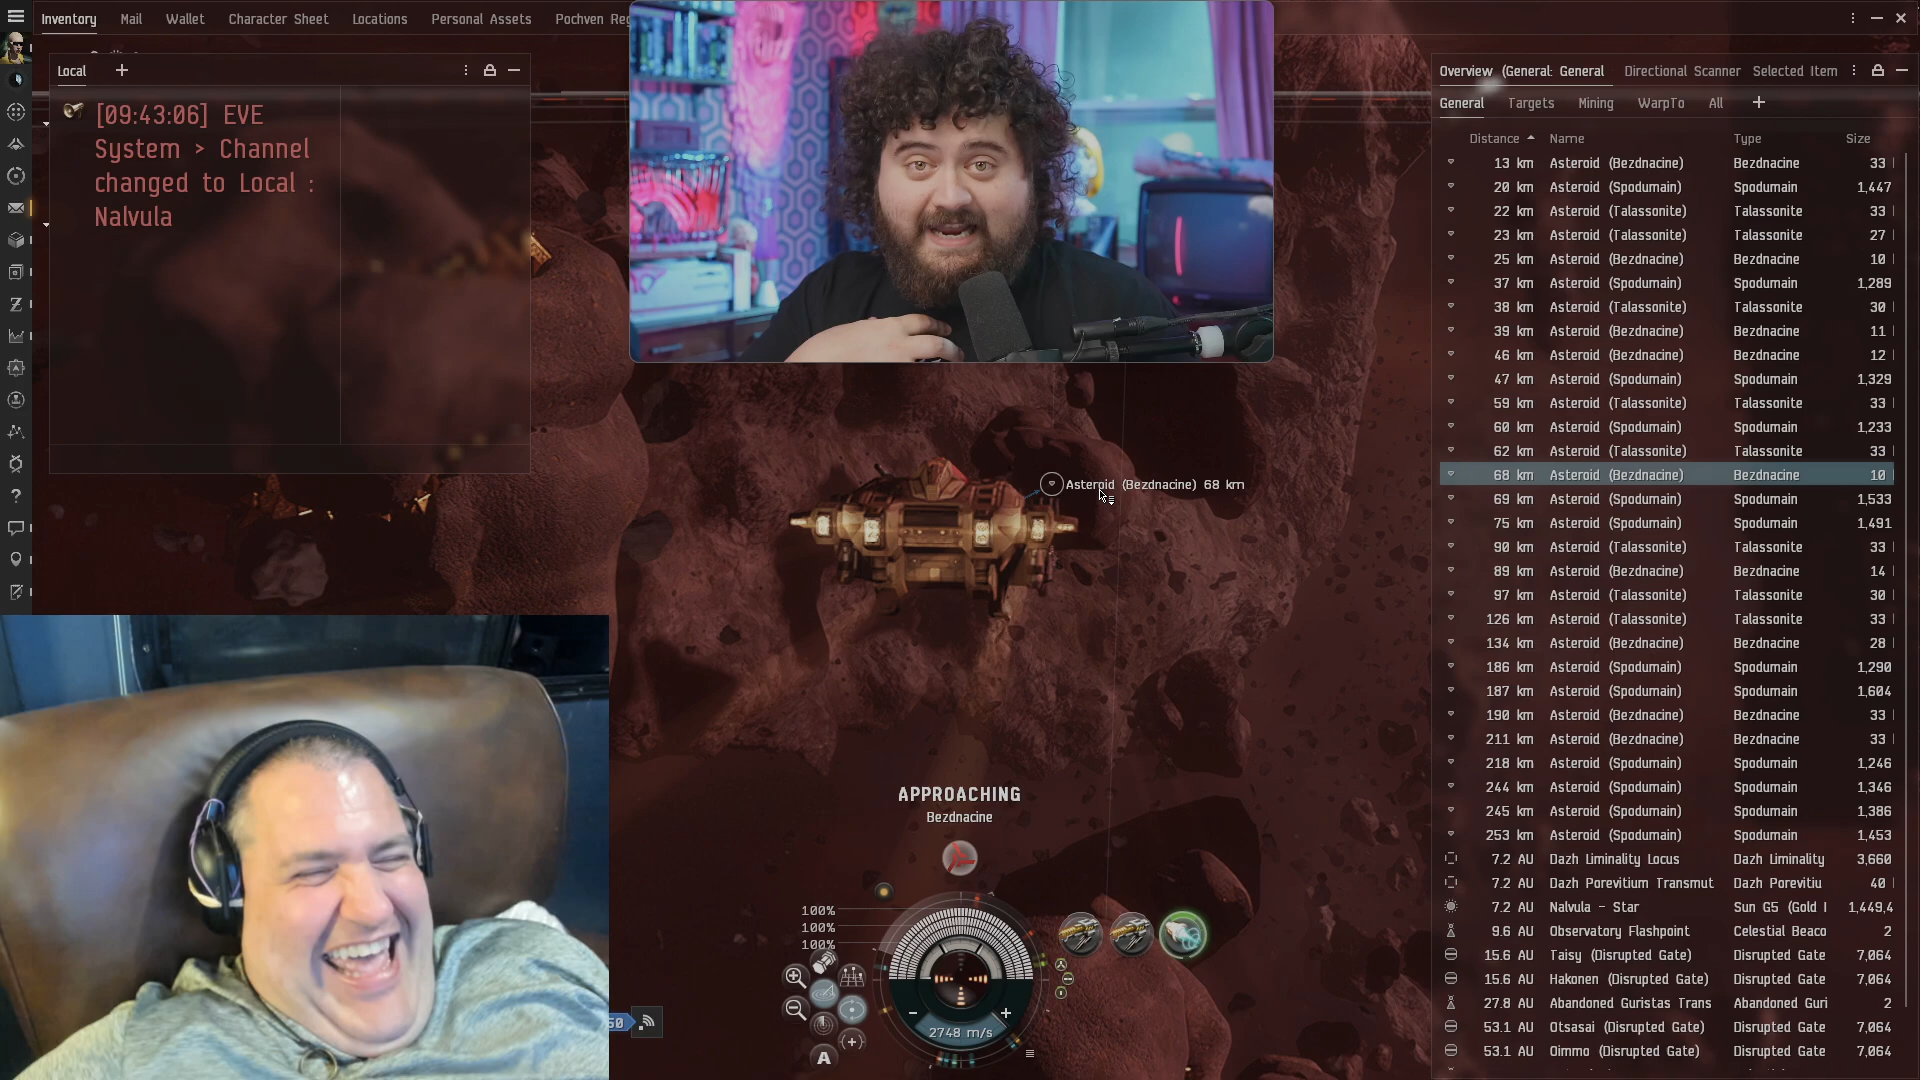 Inventory Mail Wallet Character Sheet Locations Personal Assets Pochven Reg
Local
[09:43:06] EVE
System > Channel
changed to Local :
Nalvula
Overview (General: General Directional Scanner Selected Item
General Targets Mining WarpTo All
Distance Name Type Size
13 km Asteroid (Bezdnacine) Bezdnacine 33
20 km Asteroid (Spodumain) Spodumain 1,447
22 km Asteroid (Talassonite) Talassonite 33
23 km Asteroid (Talassonite) Talassonite 27
25 km Asteroid (Bezdnacine) Bezdnacine 10
37 km Asteroid (Spodumain) Spodumain 1,289
38 km Asteroid (Talassonite) Talassonite 30
39 km Asteroid (Bezdnacine) Bezdnacine 11
46 km Asteroid (Bezdnacine) Bezdnacine 12
47 km Asteroid (Spodumain) Spodumain 1,329
59 km Asteroid (Talassonite) Talassonite 33
60 km Asteroid (Spodumain) Spodumain 1,233
62 km Asteroid (Talassonite) Talassonite 33
68 km Asteroid (Bezdnacine) Bezdnacine 10
69 km Asteroid (Spodumain) Spodumain 1,533
75 km Asteroid (Spodumain) Spodumain 1,491
90 km Asteroid (Talassonite) Talassonite 33
89 km Asteroid (Bezdnacine) Bezdnacine 14
97 km Asteroid (Talassonite) Talassonite 30
126 km Asteroid (Talassonite) Talassonite 33
134 km Asteroid (Bezdnacine) Bezdnacine 28
186 km Asteroid (Spodumain) Spodumain 1,290
187 km Asteroid (Spodumain) Spodumain 1,604
190 km Asteroid (Bezdnacine) Bezdnacine 33
211 km Asteroid (Bezdnacine) Bezdnacine 33
218 km Asteroid (Spodumain) Spodumain 1,246
244 km Asteroid (Spodumain) Spodumain 1,346
245 km Asteroid (Spodumain) Spodumain 1,386
253 km Asteroid (Spodumain) Spodumain 1,453
7.2 AU Dazh Liminality Locus Dazh Liminality 3,660
7.2 AU Dazh Porevitium Transmut Dazh Porevitiu 40
7.2 AU Nalvula - Star Sun G5 (Gold 1,449,4
9.6 AU Observatory Flashpoint Celestial Beaco 2
15.6 AU Taisy (Disrupted Gate) Disrupted Gate 7,064
15.6 AU Hakonen (Disrupted Gate) Disrupted Gate 7,064
27.8 AU Abandoned Guristas Trans Abandoned Guri 2
53.1 AU Otsasai (Disrupted Gate) Disrupted Gate 7,064
53.1 AU Oimmo (Disrupted Gate) Disrupted Gate 7,064
Asteroid (Bezdnacine) 68 km
APPROACHING
Bezdnacine
100%
100%
100%
2748 m/s
A